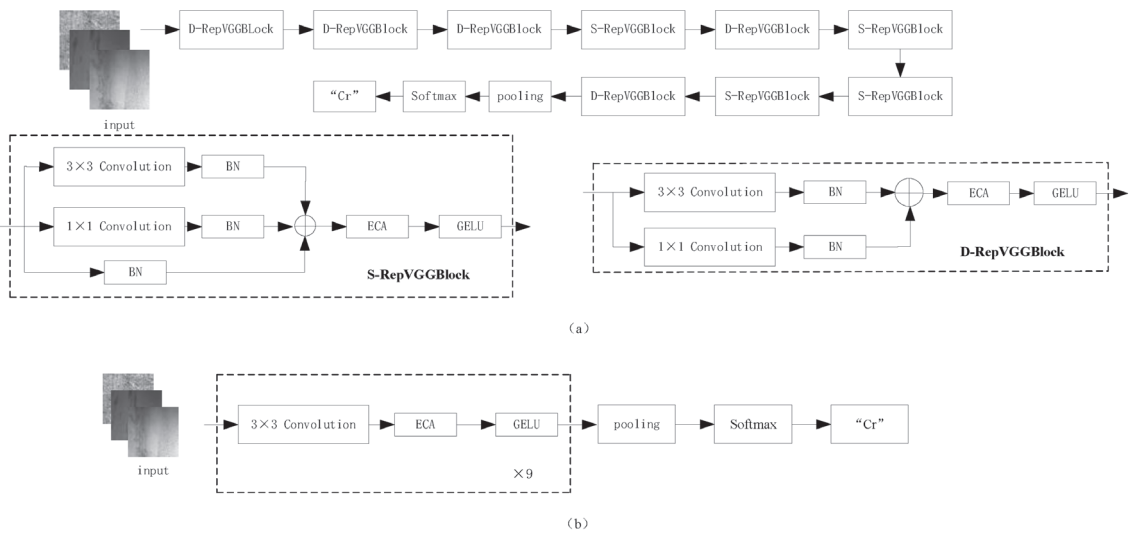 D-RepVGGBLock D-RepVGGBlock D-RepVGGBlock S-RepVGGBlock D-RepVGGBlock S-RepVGGBlock
“Cr” Softmax pooling D-RepVGGBlock S-RepVGGBlock S-RepVGGBlock
input
3×3 Convolution BN
1×1 Convolution BN ECA GELU
BN
S-RepVGGBlock
3×3 Convolution BN ECA GELU
1×1 Convolution BN
D-RepVGGBlock
(a)
3×3 Convolution ECA GELU pooling Softmax “Cr”
input
×9
(b)